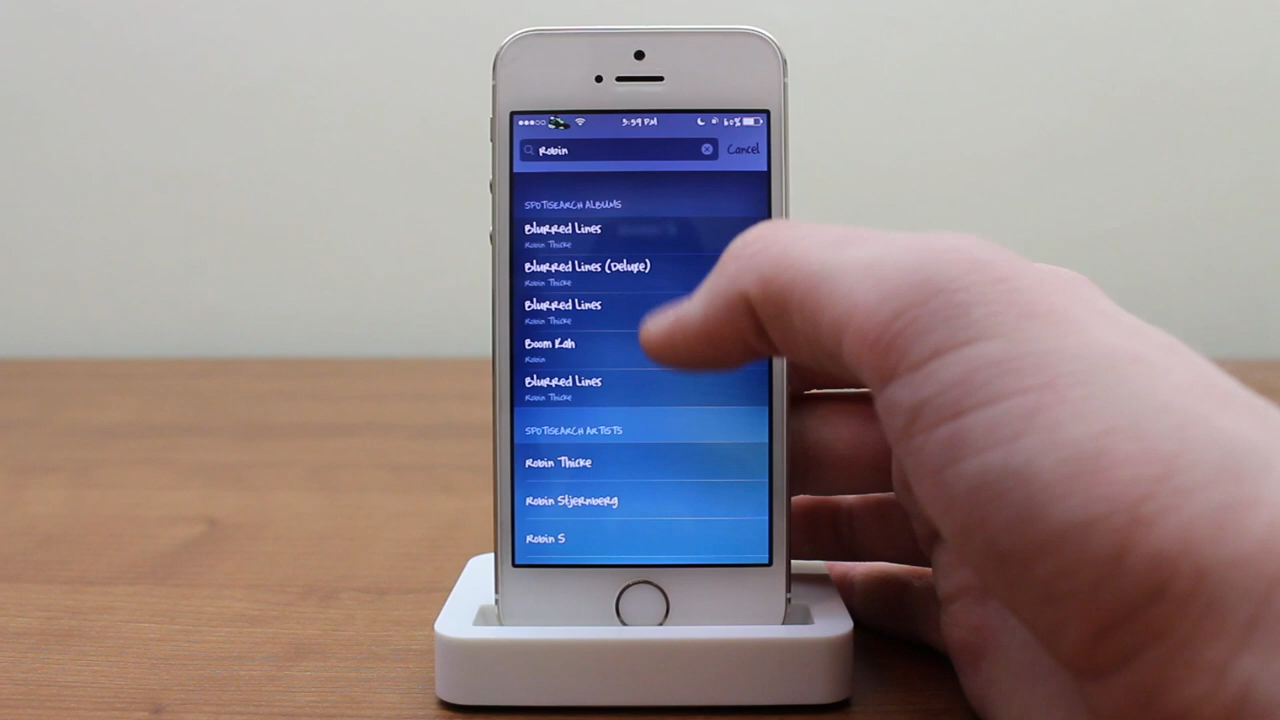 3:59 PM 60%
Robin Cancel
SPOTISEARCH ALBUMS
Blurred Lines
Robin Thicke
Blurred Lines (Deluxe)
Robin Thicke
Blurred Lines
Robin Thicke
Boom Kah
Robin
Blurred Lines
Robin Thicke
SPOTISEARCH ARTISTS
Robin Thicke
Robin Stjernberg
Robin S